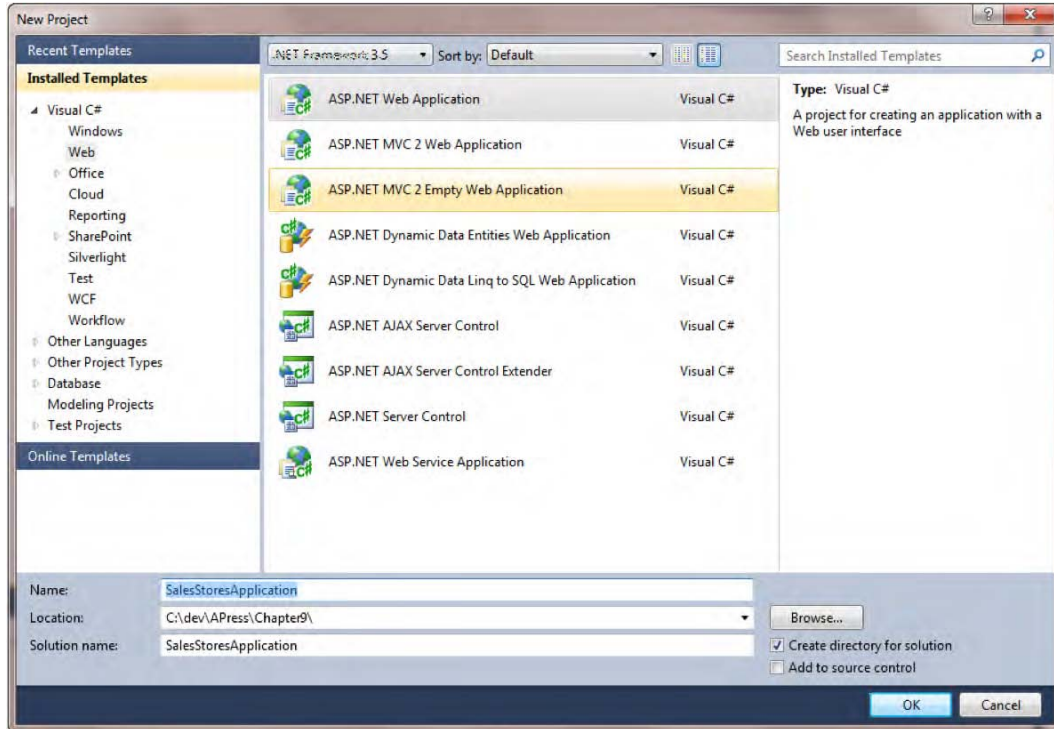 New Project
Recent Templates
Installed Templates
Visual C#
Windows
Web
Office
Cloud
Reporting
SharePoint
Silverlight
Test
WCF
Workflow
Other Languages
Other Project Types
Database
Modeling Projects
Test Projects
Online Templates
.NET Framework 3.5
Sort by: Default
ASP.NET Web Application Visual C#
ASP.NET MVC 2 Web Application Visual C#
ASP.NET MVC 2 Empty Web Application Visual C#
ASP.NET Dynamic Data Entities Web Application Visual C#
ASP.NET Dynamic Data Linq to SQL Web Application Visual C#
ASP.NET AJAX Server Control Visual C#
ASP.NET AJAX Server Control Extender Visual C#
ASP.NET Server Control Visual C#
ASP.NET Web Service Application Visual C#
Search Installed Templates
Type: Visual C#
A project for creating an application with a
Web user interface
Name: SalesStoresApplication
Location: C:\dev\APress\Chapter9\
Browse...
Solution name: SalesStoresApplication
Create directory for solution
Add to source control
OK
Cancel